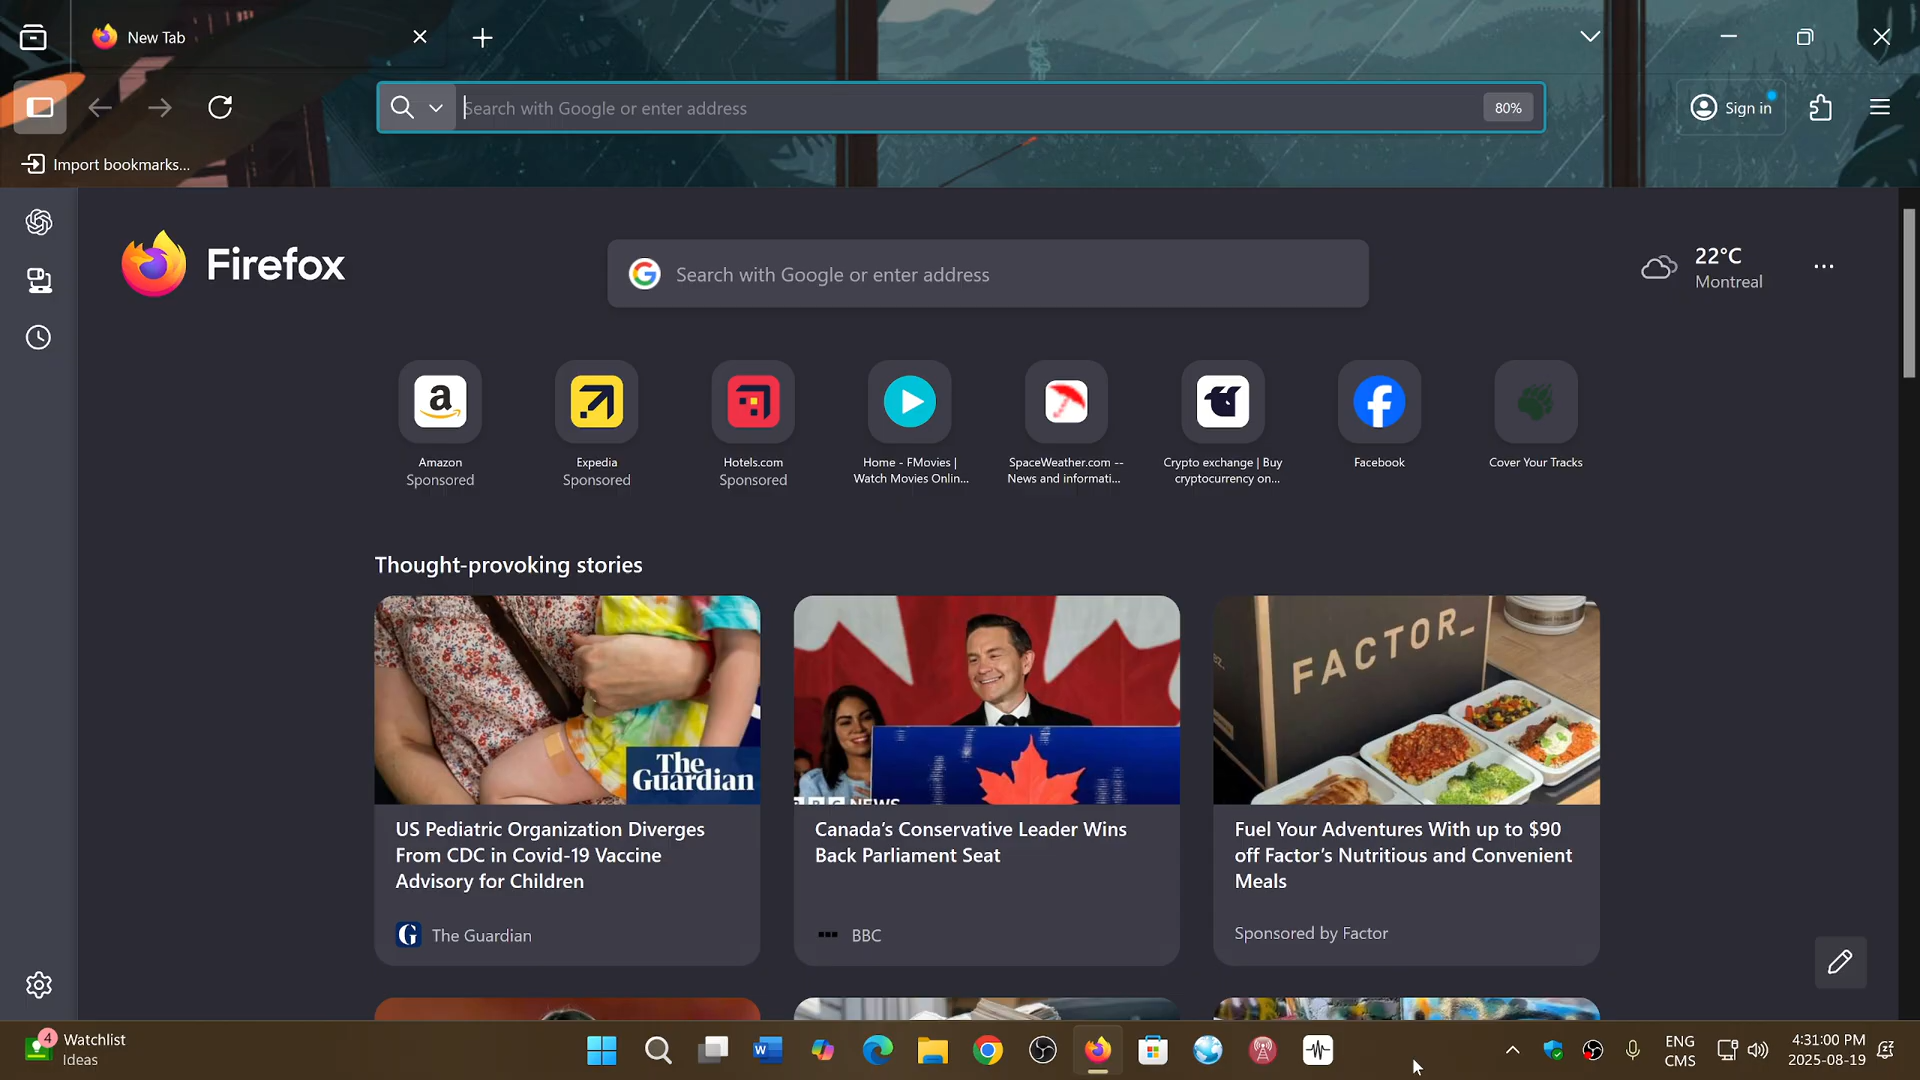 New Tab
Search with Google or enter address
80%
Sign in
Import bookmarks...
Firefox
Search with Google or enter address
22°C
Montreal
Amazon
Sponsored
Expedia
Sponsored
Hotels.com
Sponsored
Home - FMovies |
Watch Movies Onlin...
SpaceWeather.com --
News and informati...
Crypto exchange | Buy
cryptocurrency on...
Facebook
Cover Your Tracks
Thought-provoking stories
The
Guardian
US Pediatric Organization Diverges
From CDC in Covid-19 Vaccine
Advisory for Children
The Guardian
BBC NEWS
Canada's Conservative Leader Wins
Back Parliament Seat
BBC
FACTOR_
Fuel Your Adventures With up to $90
off Factor's Nutritious and Convenient
Meals
Sponsored by Factor
4
Watchlist
Ideas
ENG
CMS
4:31:00 PM
2025-08-19